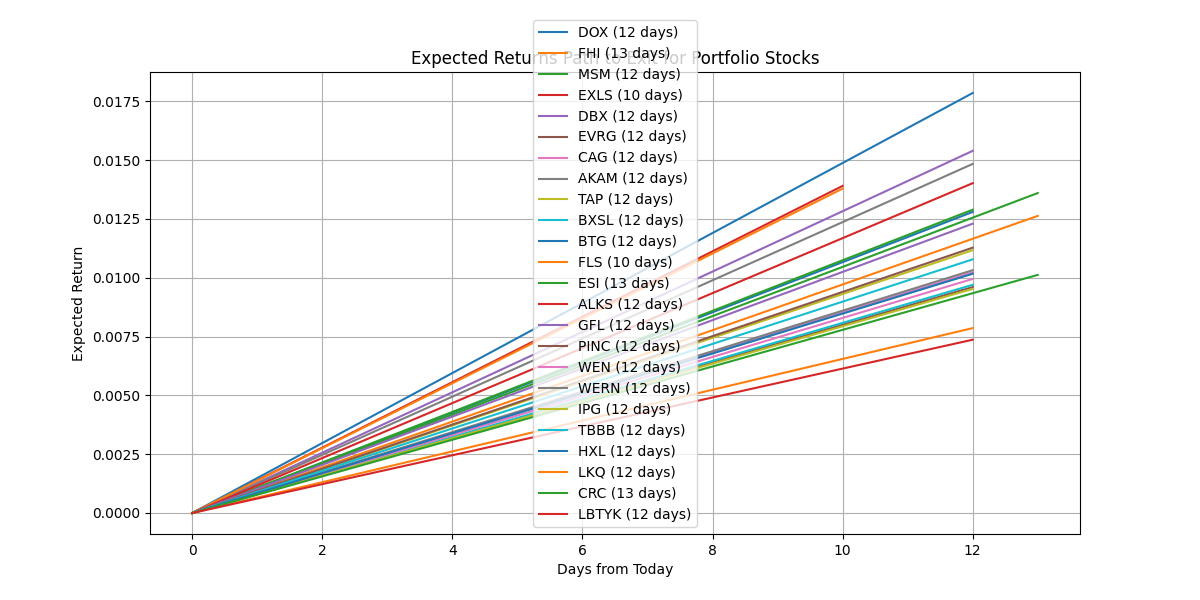 Expected Returns Path to Exit for Portfolio Stocks
DOX (12 days)
FHI (13 days)
MSM (12 days)
EXLS (10 days)
DBX (12 days)
EVRG (12 days)
CAG (12 days)
AKAM (12 days)
TAP (12 days)
BXSL (12 days)
BTG (12 days)
FLS (10 days)
ESI (13 days)
ALKS (12 days)
GFL (12 days)
PINC (12 days)
WEN (12 days)
WERN (12 days)
IPG (12 days)
TBBB (12 days)
HXL (12 days)
LKQ (12 days)
CRC (13 days)
LBTYK (12 days)
Expected Return
0.0175
0.0150
0.0125
0.0100
0.0075
0.0050
0.0025
0.0000
0 2 4 6 8 10 12
Days from Today